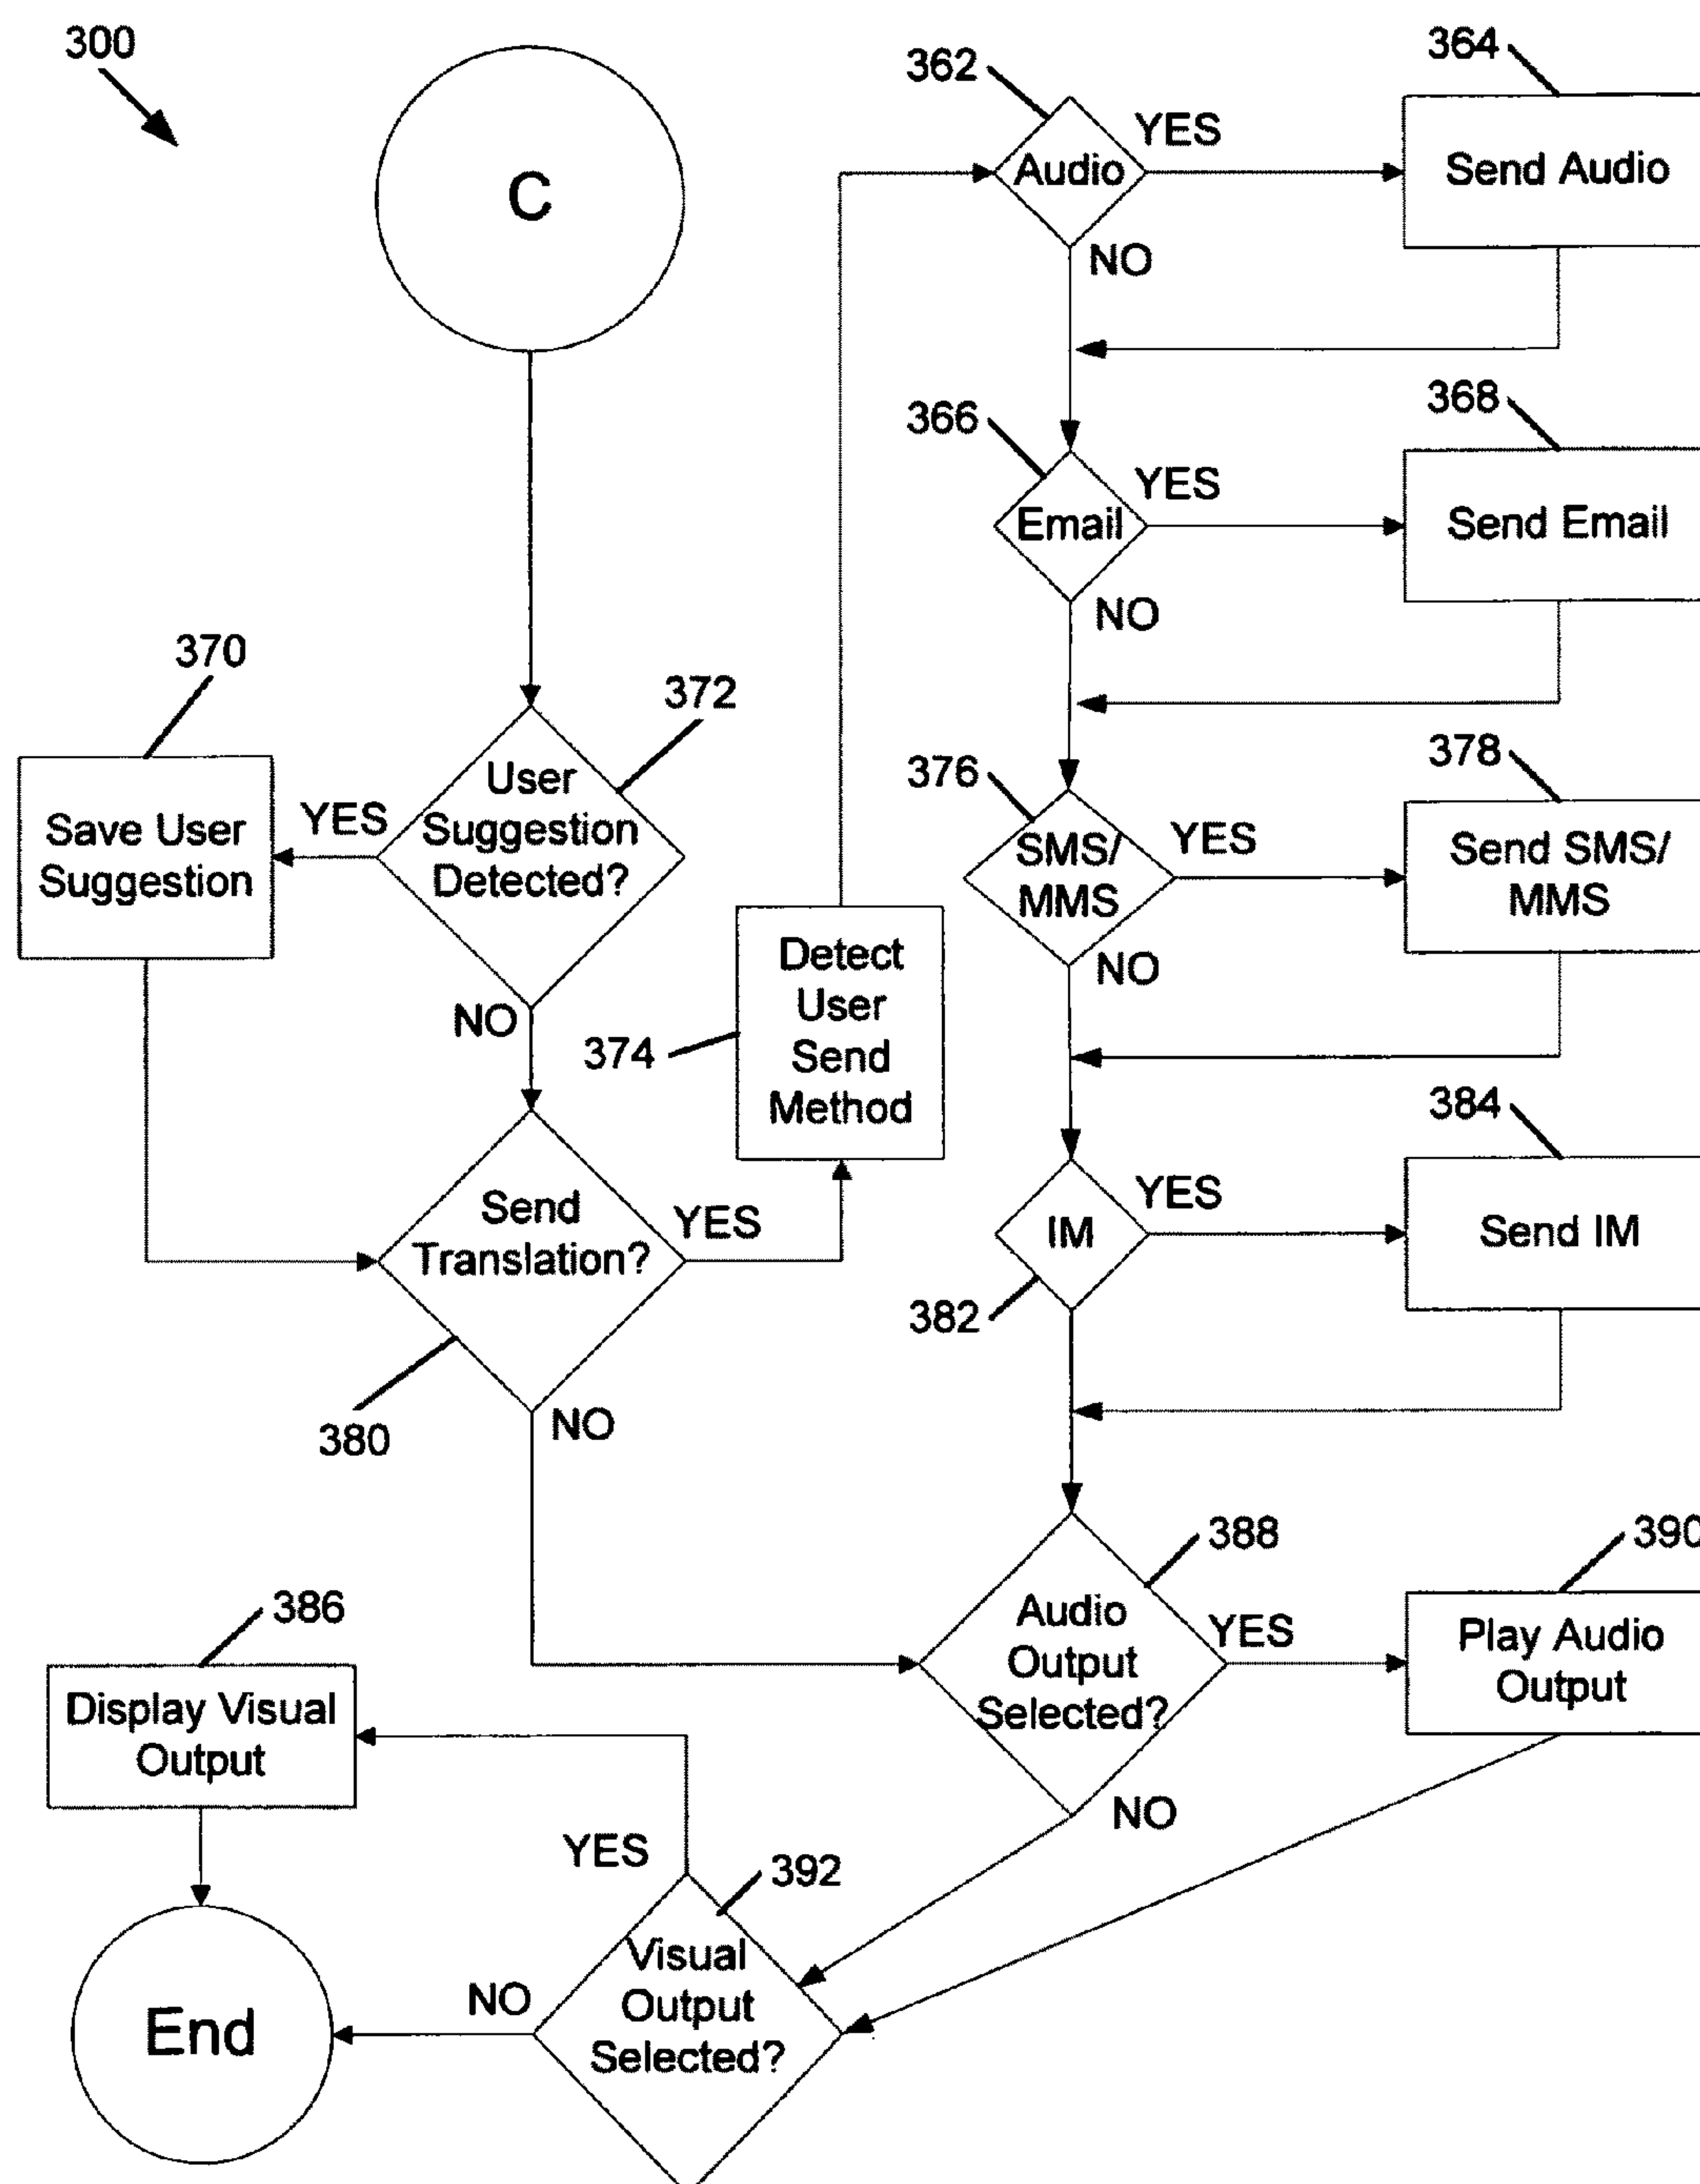 300
C
362
Audio
YES
NO
364
Send Audio
366
Email
YES
NO
368
Send Email
370
Save User
Suggestion
YES
372
User
Suggestion
Detected?
NO
374
Detect
User
Send
Method
376
SMS/
MMS
YES
NO
378
Send SMS/
MMS
380
Send
Translation?
YES
NO
382
IM
YES
384
Send IM
386
Display Visual
Output
388
Audio
Output
Selected?
YES
NO
390
Play Audio
Output
392
Visual
Output
Selected?
YES
NO
End